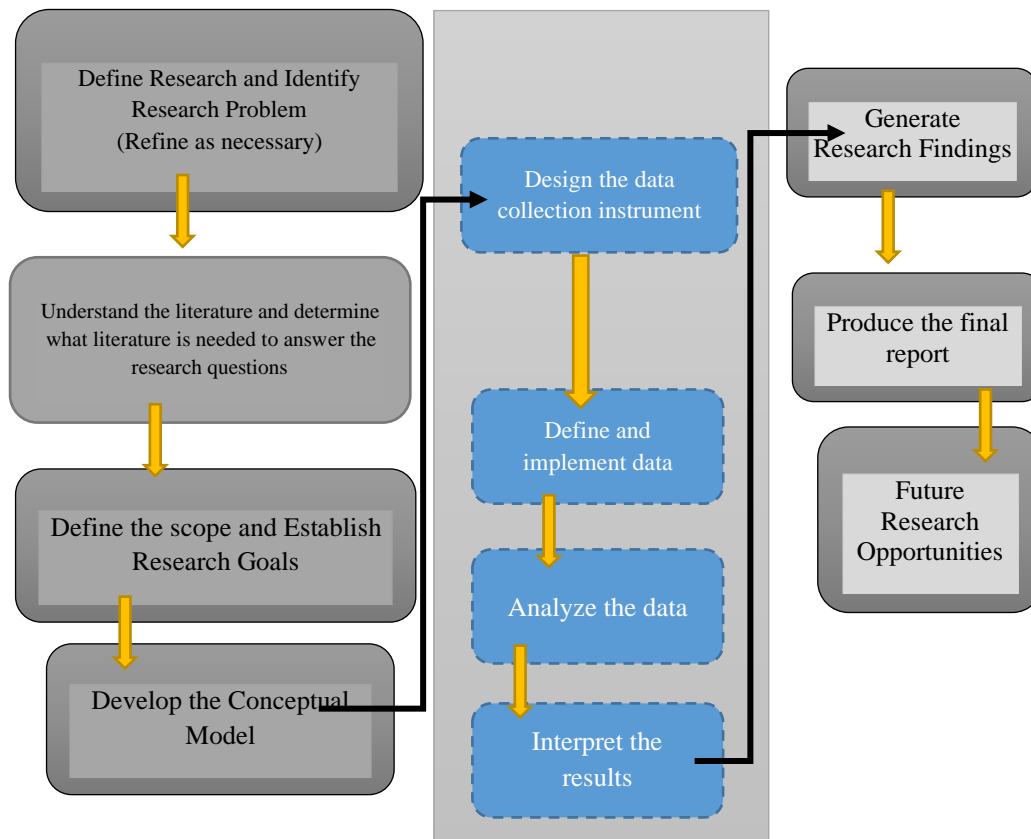 Define Research and Identify
Research Problem
(Refine as necessary)
Understand the literature and determine
what literature is needed to answer the
research questions
Define the scope and Establish
Research Goals
Develop the Conceptual
Model
Design the data
collection instrument
Define and
implement data
Analyze the data
Interpret the
results
Generate
Research Findings
Produce the final
report
Future
Research
Opportunities